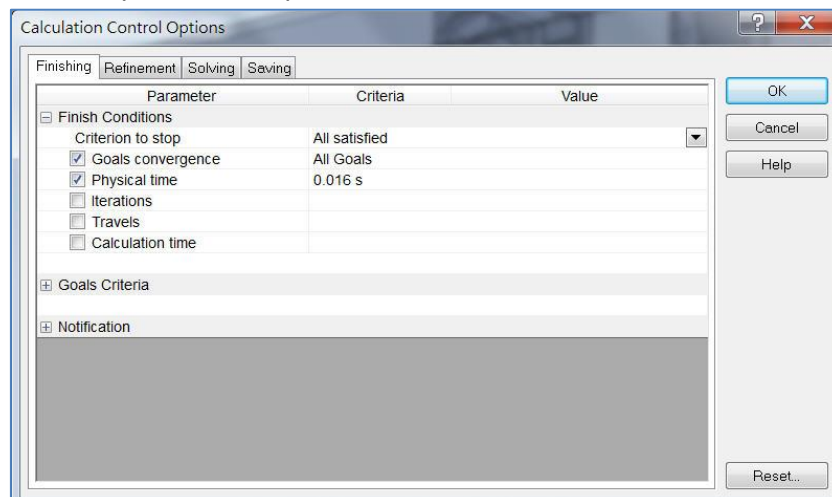 Calculation Control Options
Finishing Refinement Solving Saving
Parameter Criteria Value
Finish Conditions
Criterion to stop All satisfied
Goals convergence All Goals
Physical time 0.016 s
Iterations
Travels
Calculation time
Goals Criteria
Notification
OK
Cancel
Help
Reset...